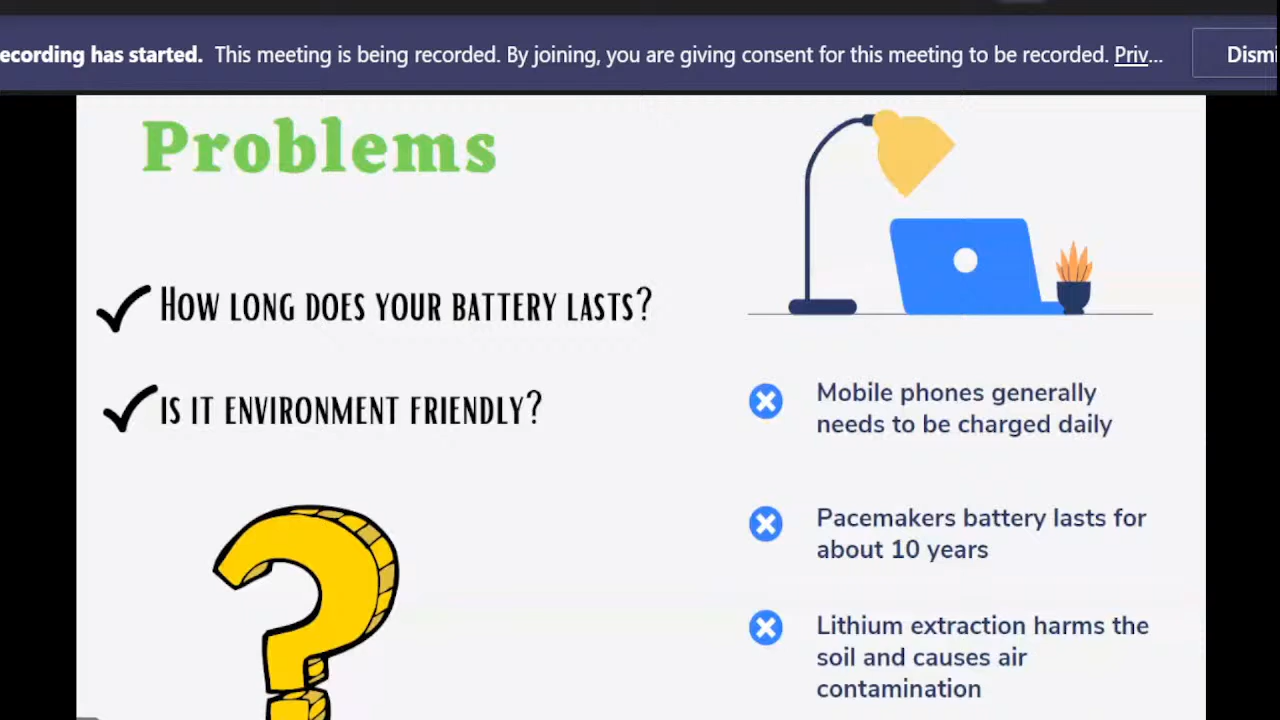 ecording has started. This meeting is being recorded. By joining, you are giving consent for this meeting to be recorded. Priv...
Dismi
Problems
HOW LONG DOES YOUR BATTERY LASTS?
IS IT ENVIRONMENT FRIENDLY?
Mobile phones generally
needs to be charged daily
Pacemakers battery lasts for
about 10 years
Lithium extraction harms the
soil and causes air
contamination